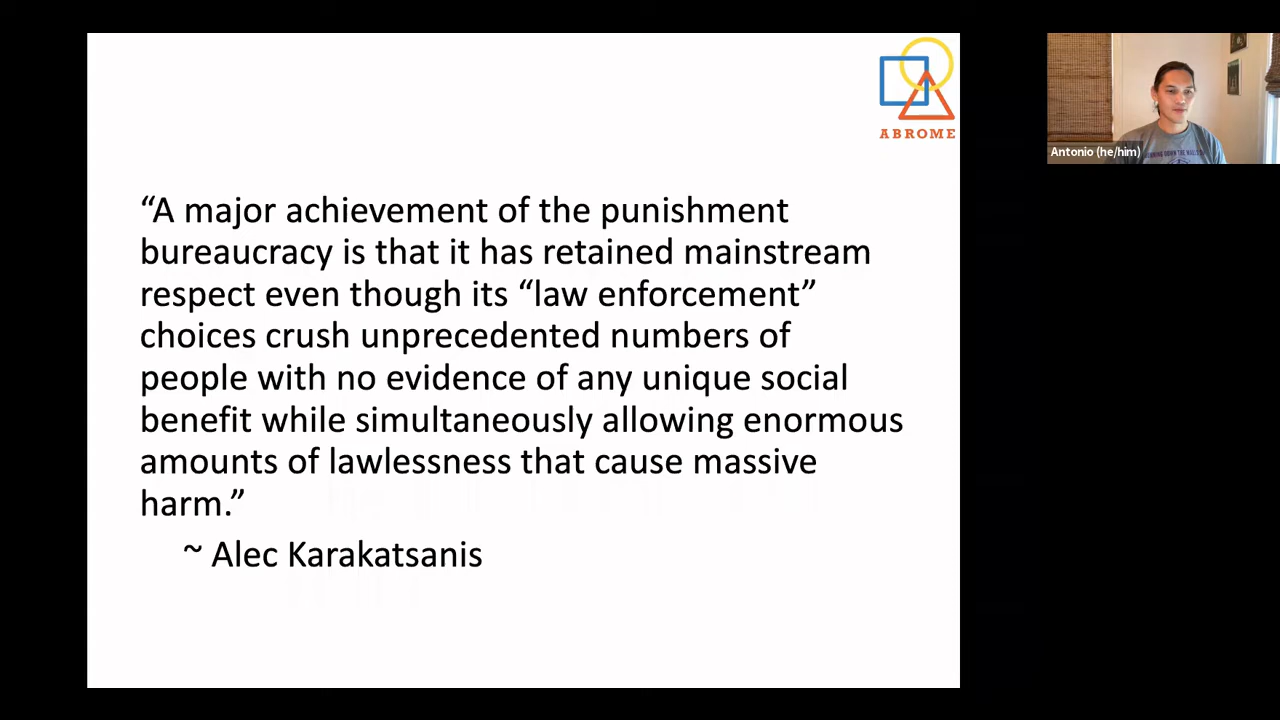 ABROME
“A major achievement of the punishment
bureaucracy is that it has retained mainstream
respect even though its “law enforcement”
choices crush unprecedented numbers of
people with no evidence of any unique social
benefit while simultaneously allowing enormous
amounts of lawlessness that cause massive
harm.”
~ Alec Karakatsanis
Antonio (he/him)